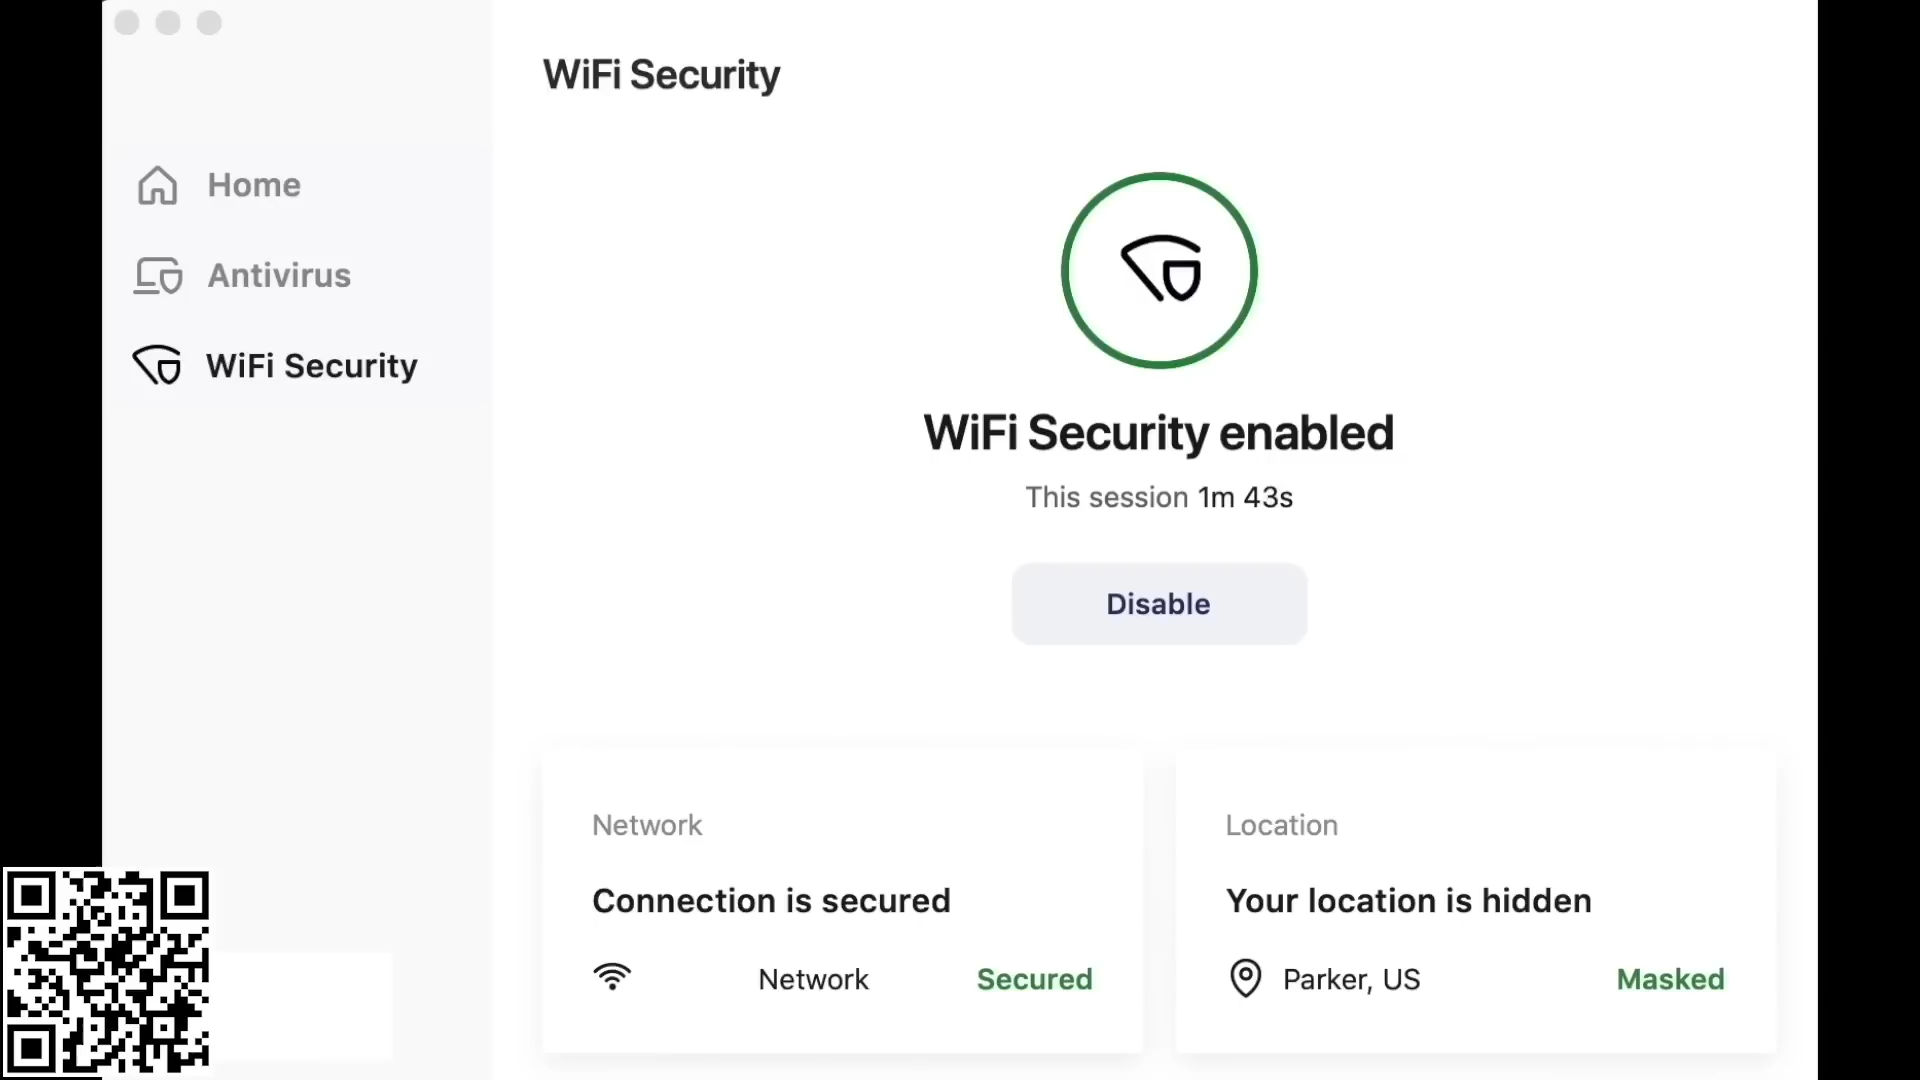 WiFi Security
Home
Antivirus
WiFi Security
WiFi Security enabled
This session 1m 43s
Disable
Network
Connection is secured
Network Secured
Location
Your location is hidden
Parker, US Masked